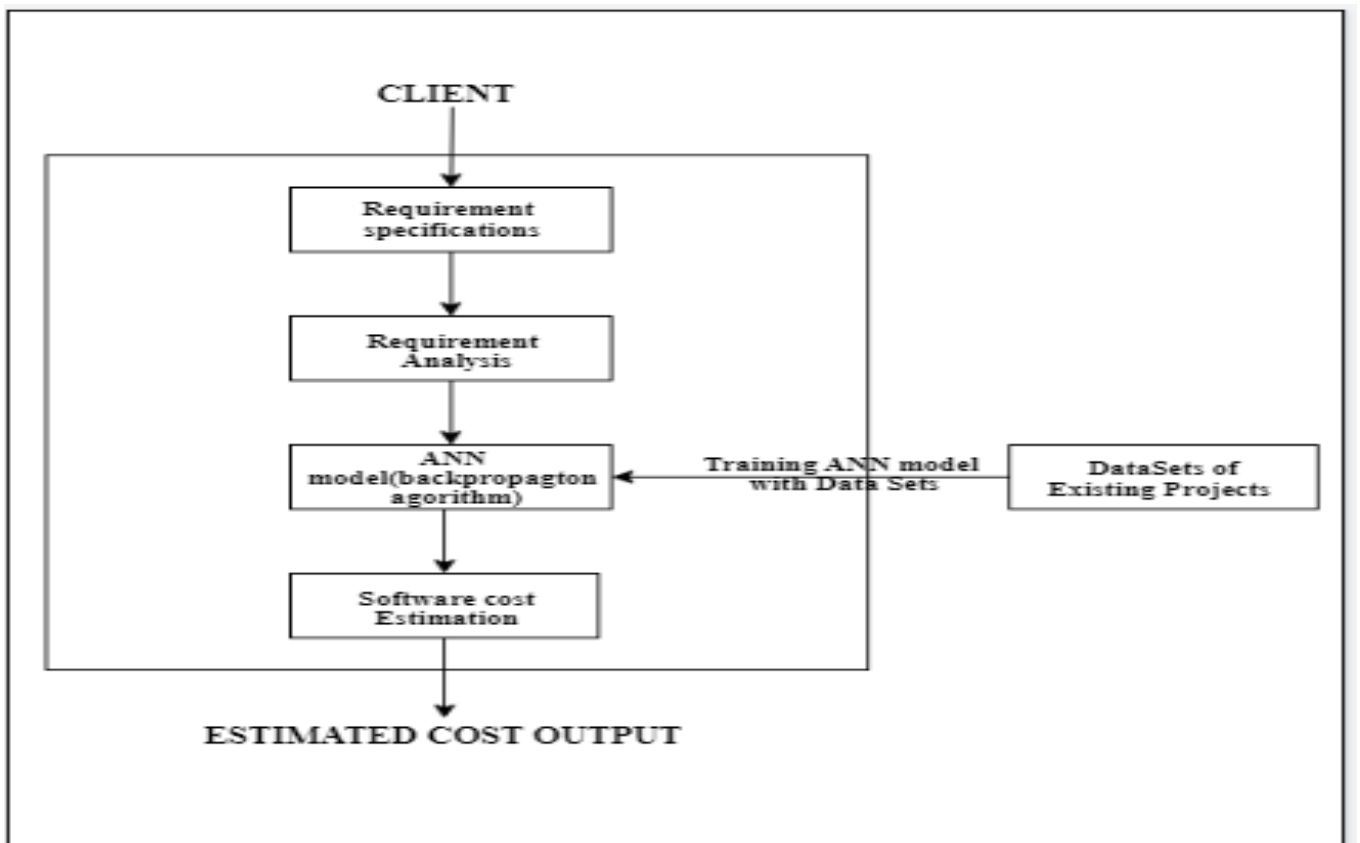 CLIENT
Requirement
specifications
Requirement
Analysis
ANN
model(backpropagton
agorithm)
Training ANN model
with Data Sets
DataSets of
Existing Projects
Software cost
Estimation
ESTIMATED COST OUTPUT